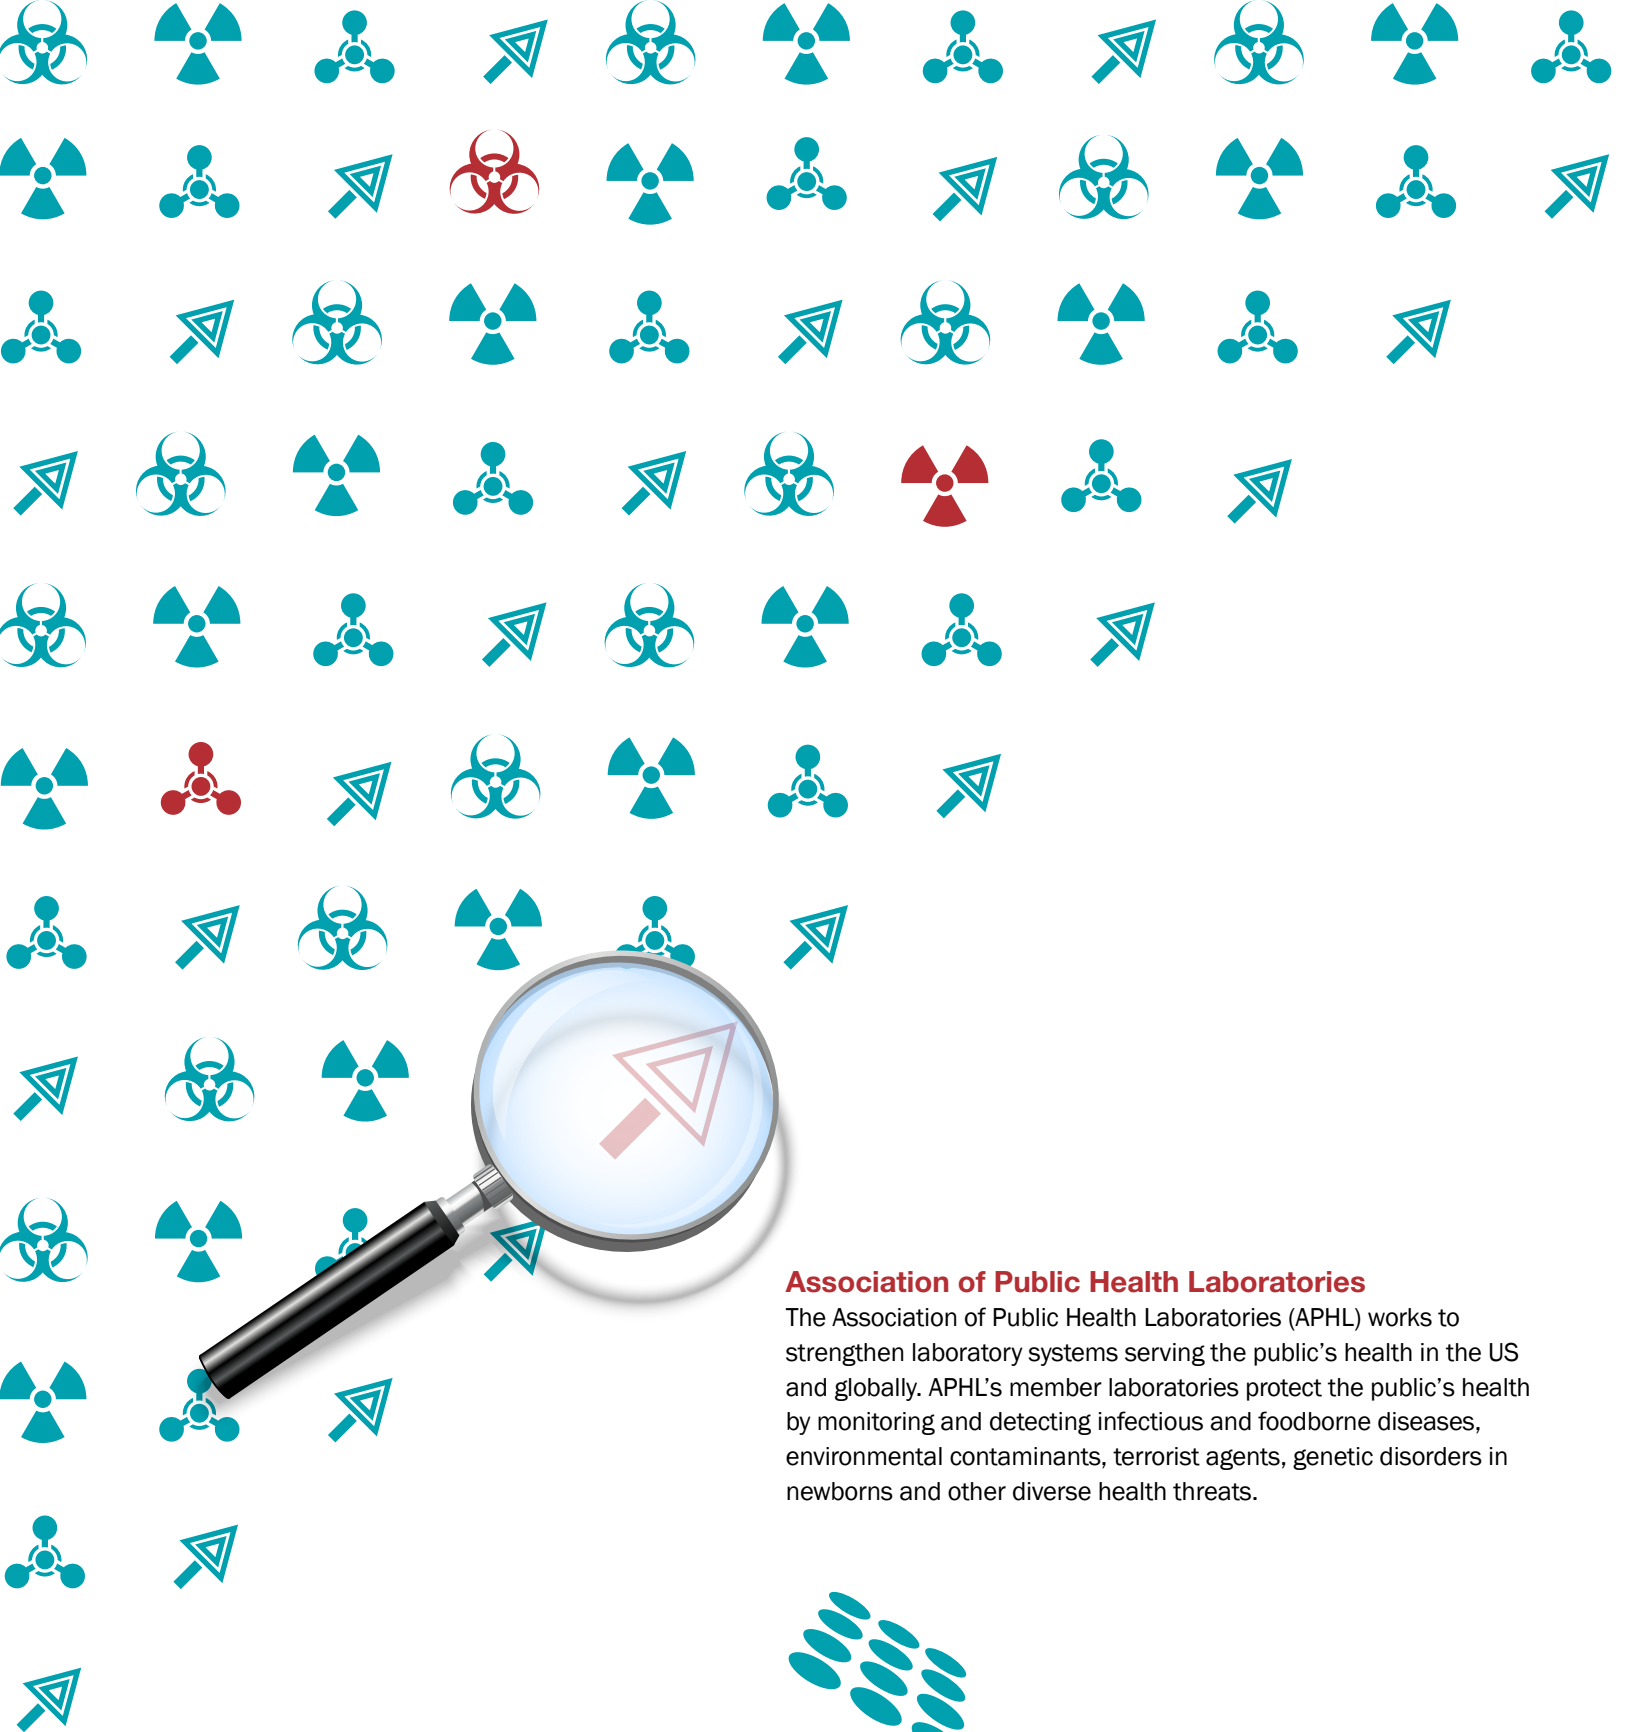 Association of Public Health Laboratories
The Association of Public Health Laboratories (APHL) works to
strengthen laboratory systems serving the public’s health in the US
and globally. APHL’s member laboratories protect the public’s health
by monitoring and detecting infectious and foodborne diseases,
environmental contaminants, terrorist agents, genetic disorders in
newborns and other diverse health threats.